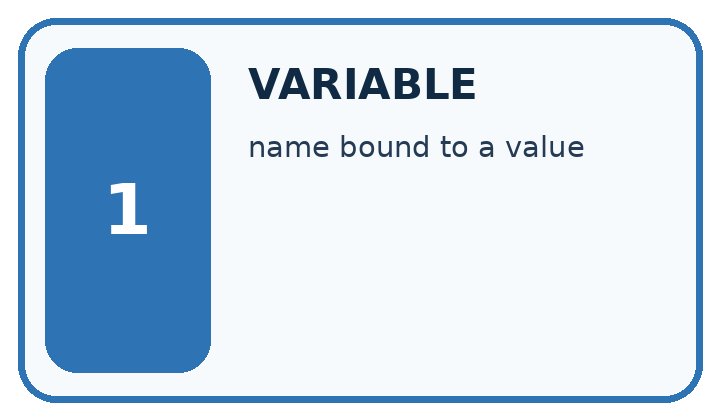 1
VARIABLE
name bound to a value